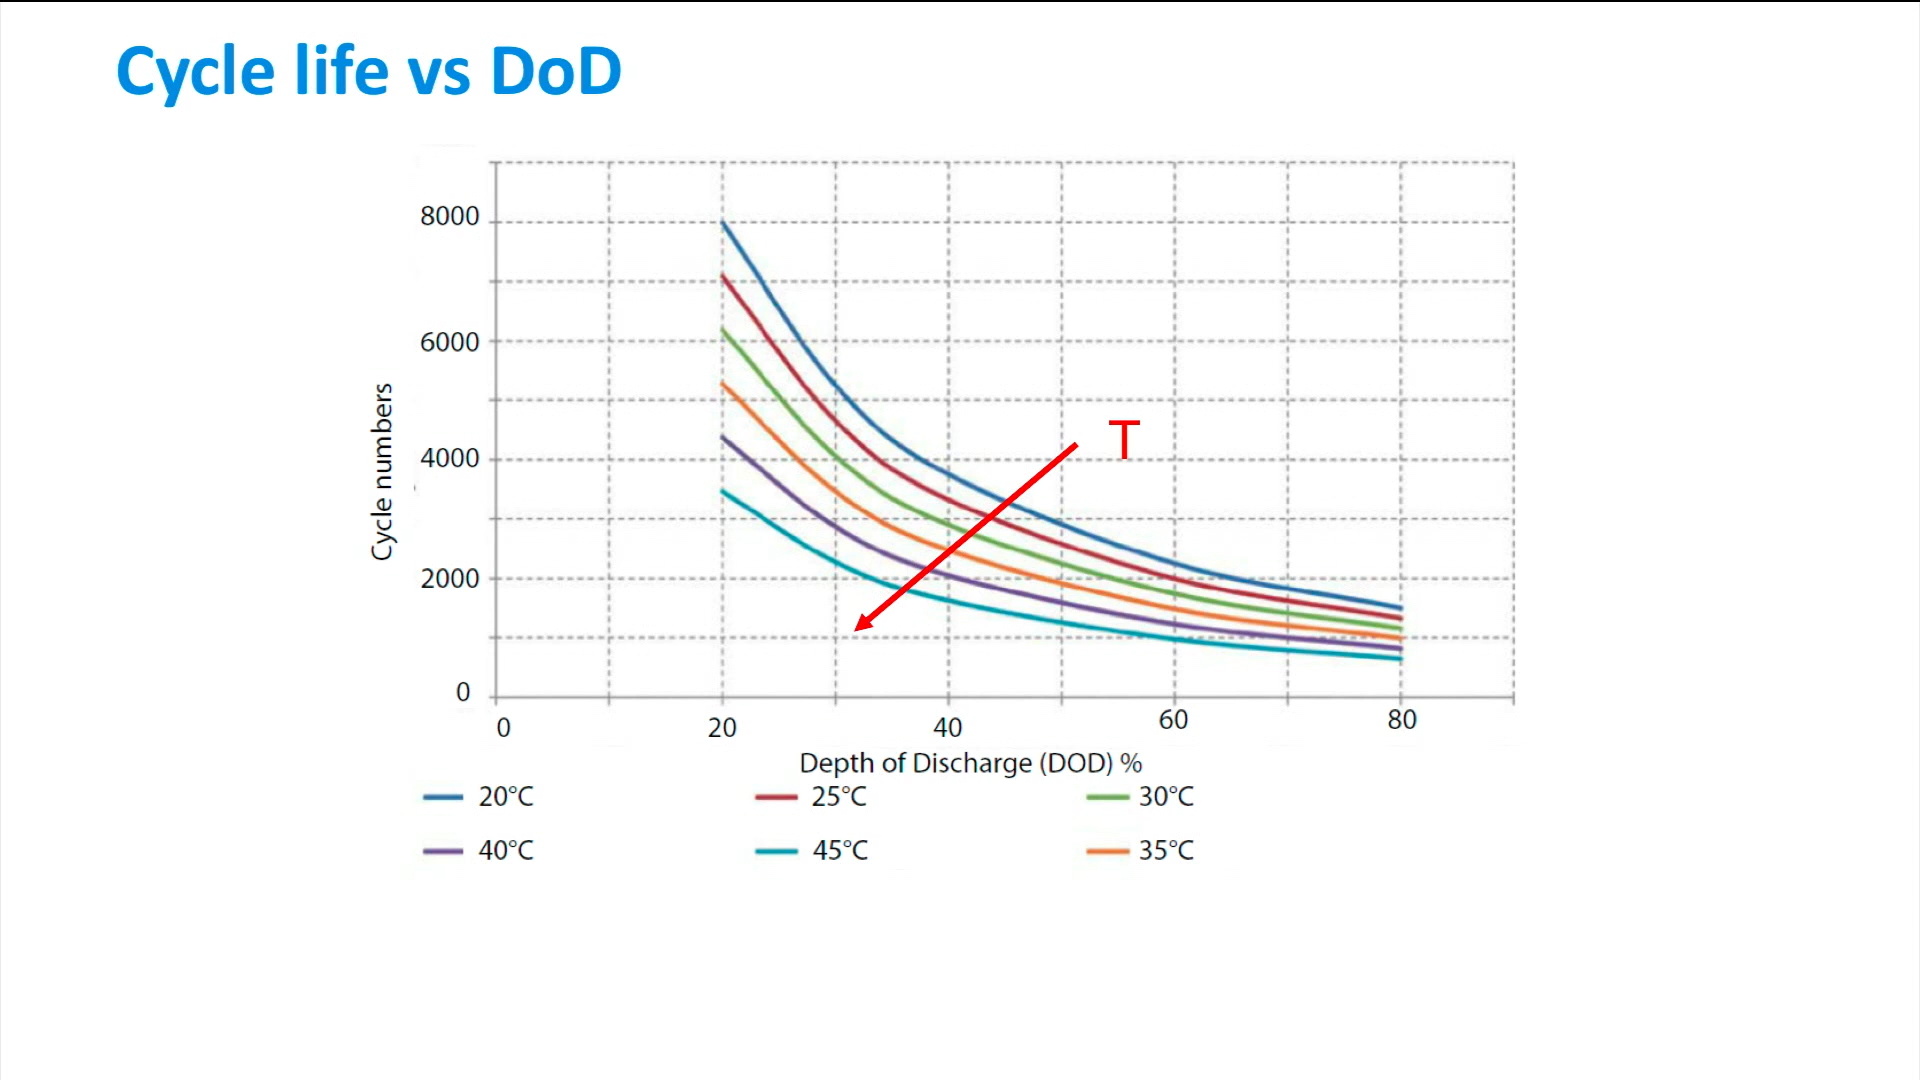 Cycle life vs DoD
8000
6000
4000
2000
0
Cycle numbers
T
0 20 40 60 80
Depth of Discharge (DOD) %
20°C 25°C 30°C
40°C 45°C 35°C